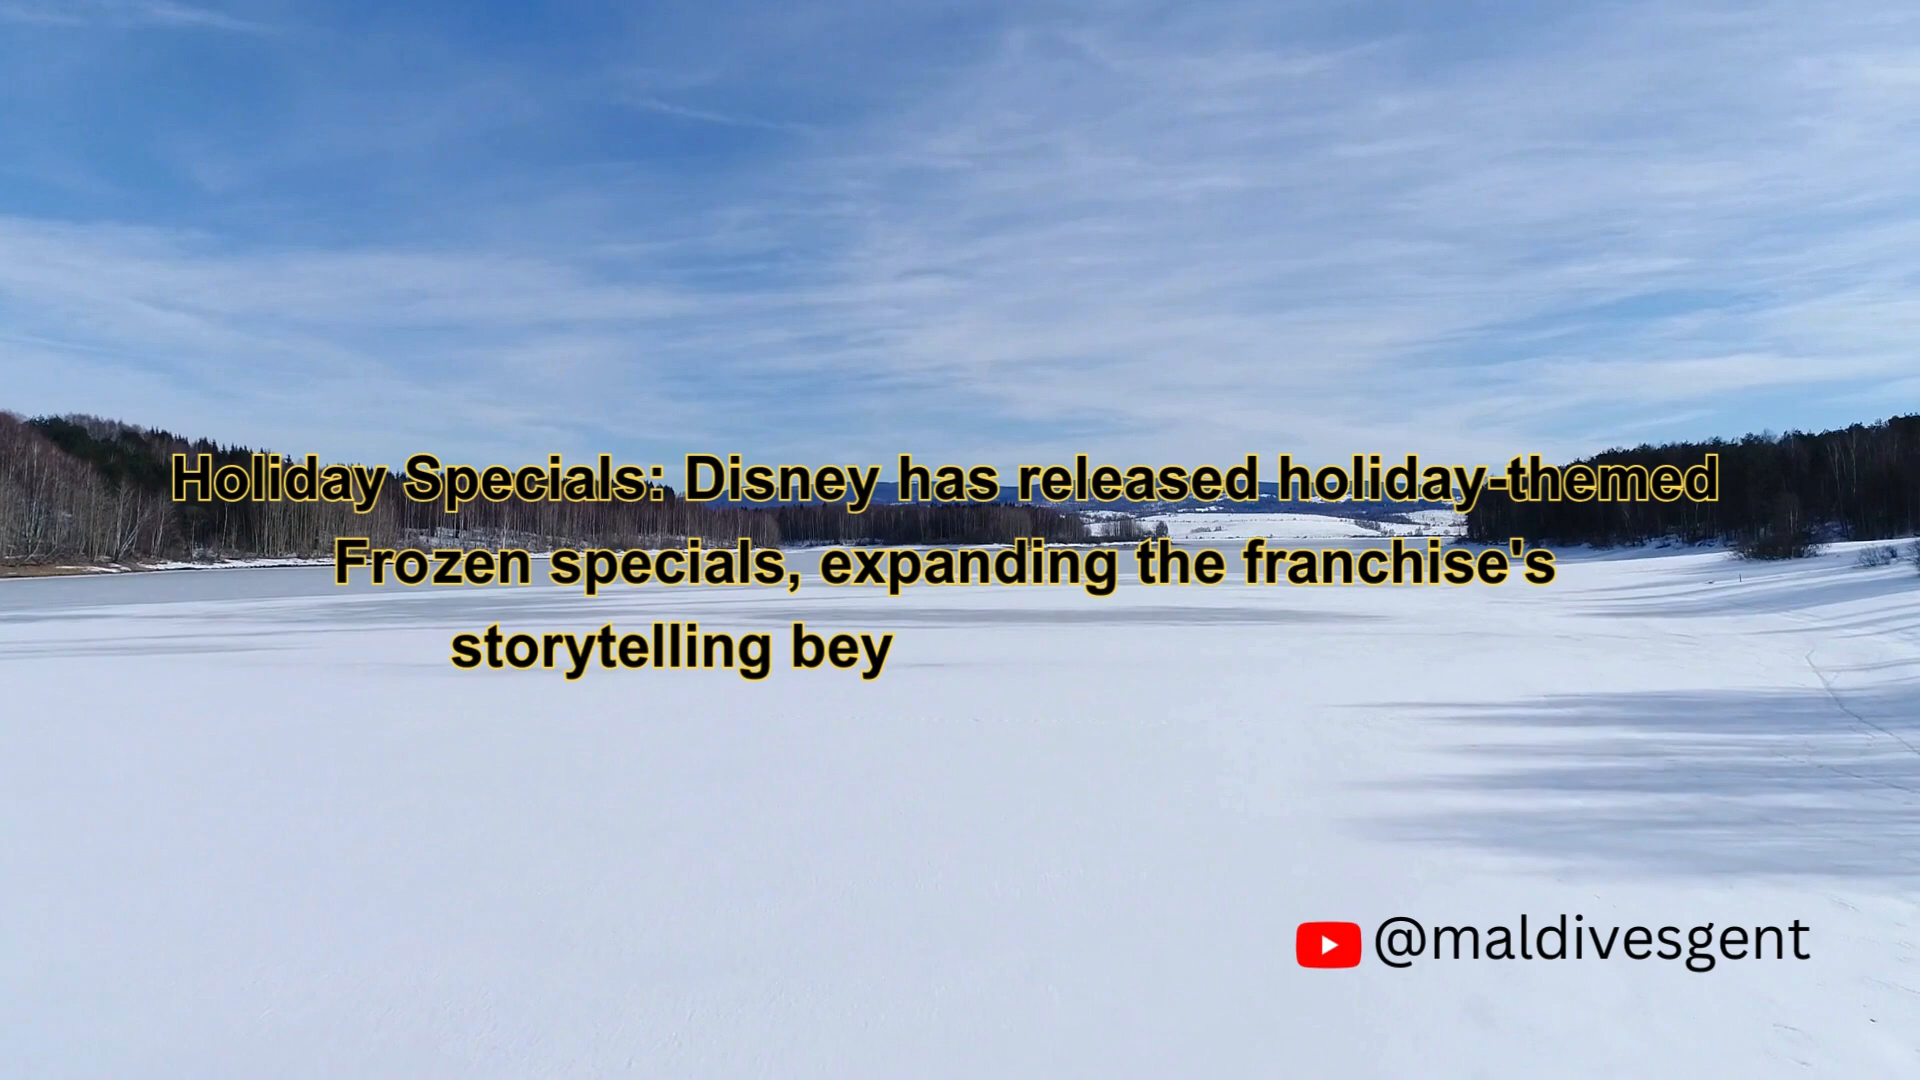 Holiday Specials: Disney has released holiday-themed
Frozen specials, expanding the franchise's
storytelling bey
@maldivesgent